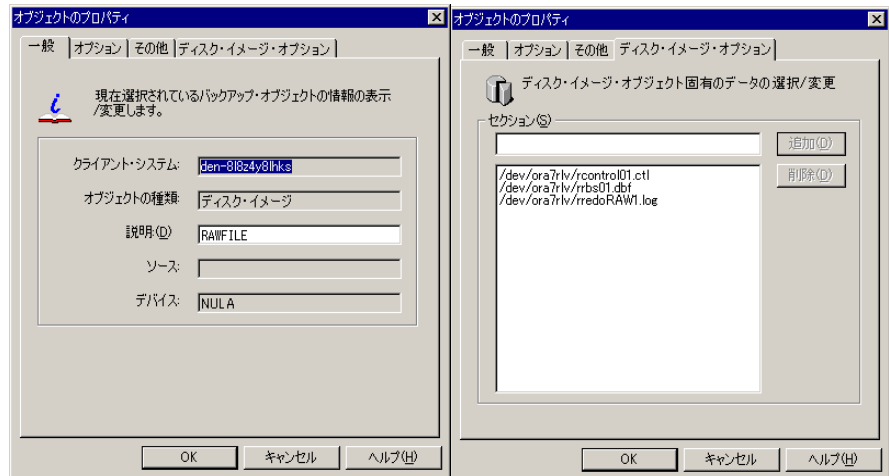 オブジェクトのプロパティ
一般
オプション
その他
ディスク・イメージ・オプション
現在選択されているバックアップ・オブジェクトの情報の表示
/変更します。
クライアント・システム:
den-8l8z4y8lhks
オブジェクトの種類:
ディスク・イメージ
説明:(D)
RAWFILE
ソース:
デバイス:
NULA
OK
キャンセル
ヘルプ(H)
オブジェクトのプロパティ
一般
オプション
その他
ディスク・イメージ・オプション
ディスク・イメージ・オブジェクト固有のデータの選択/変更
セクション(S)
追加(D)
/dev/ora7rlv/rcontrol01.ctl
/dev/ora7rlv/rrbs01.dbf
/dev/ora7rlv/rredoRAW1.log
削除(D)
OK
キャンセル
ヘルプ(H)